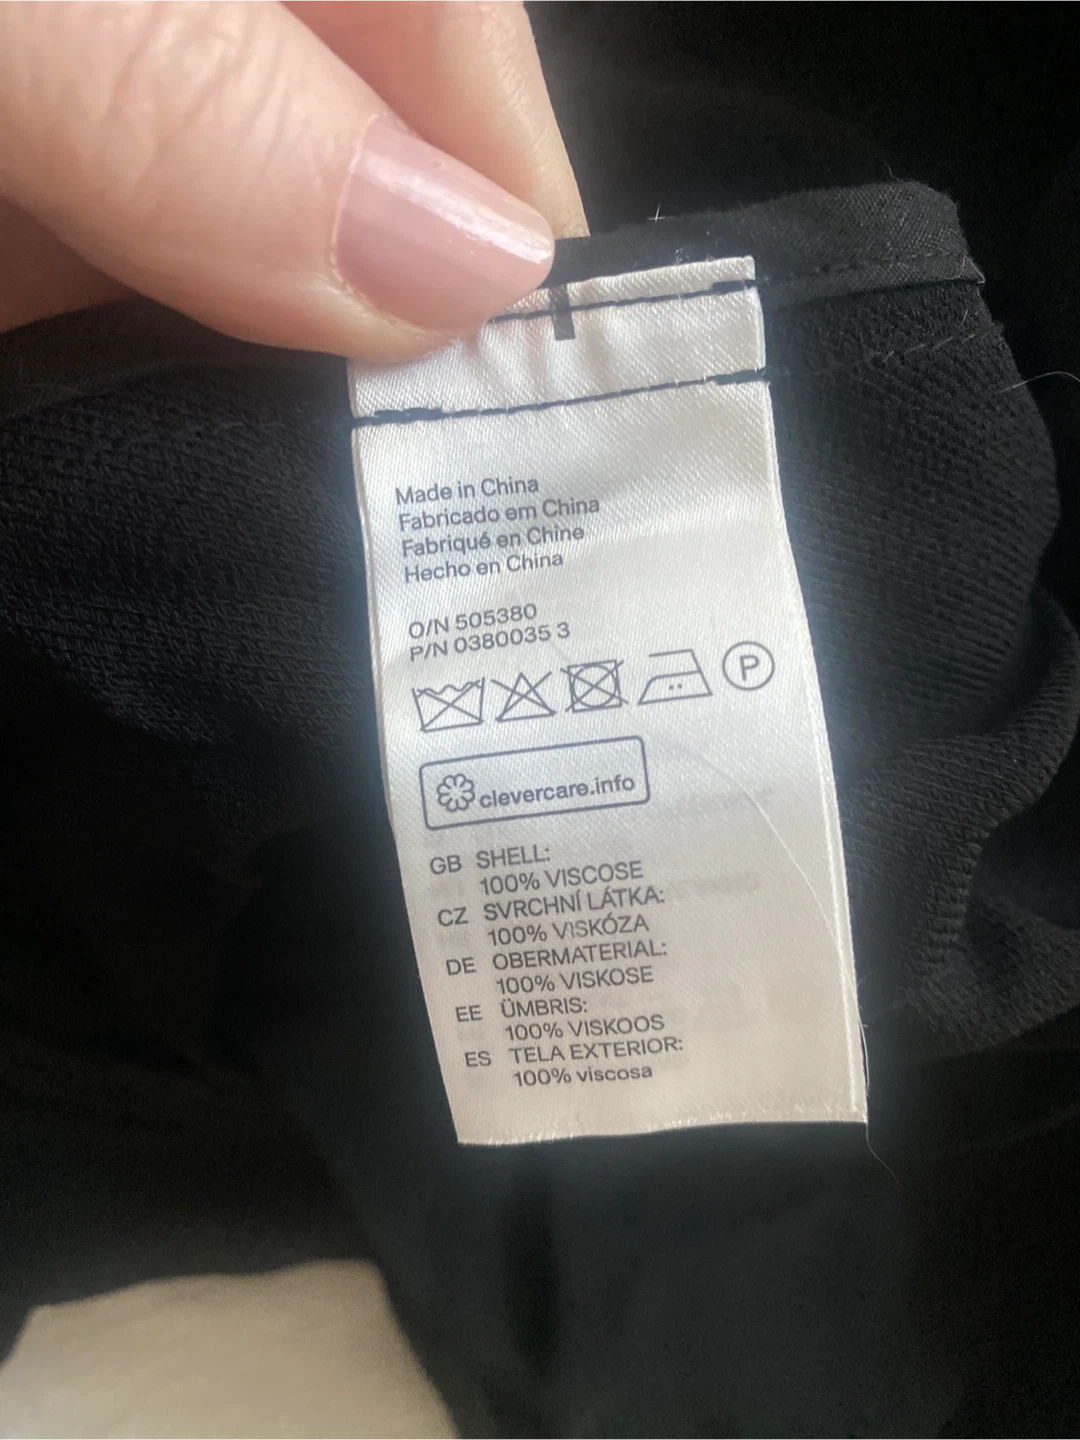 Made in China
Fabricado em China
Fabriqué en Chine
Hecho en China
O/N 505380
P/N 0380035 3
P
clevercare.info
GB SHELL:
100% VISCOSE
CZ SVRCHNÍ LÁTKA:
100% VISKÓZA
DE OBERMATERIAL:
100% VISKOSE
EE ÜMBRIS:
100% VISKOOS
ES TELA EXTERIOR:
100% viscosa